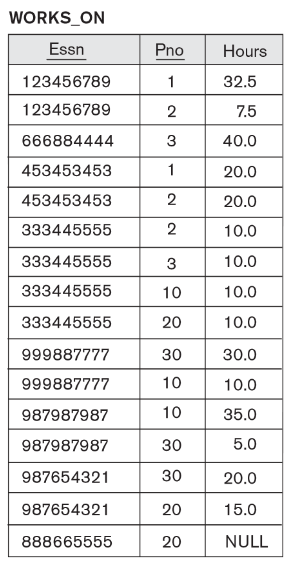 WORKS_ON
Essn Pno Hours
123456789 1 32.5
123456789 2 7.5
666884444 3 40.0
453453453 1 20.0
453453453 2 20.0
333445555 2 10.0
333445555 3 10.0
333445555 10 10.0
333445555 20 10.0
999887777 30 30.0
999887777 10 10.0
987987987 10 35.0
987987987 30 5.0
987654321 30 20.0
987654321 20 15.0
888665555 20 NULL